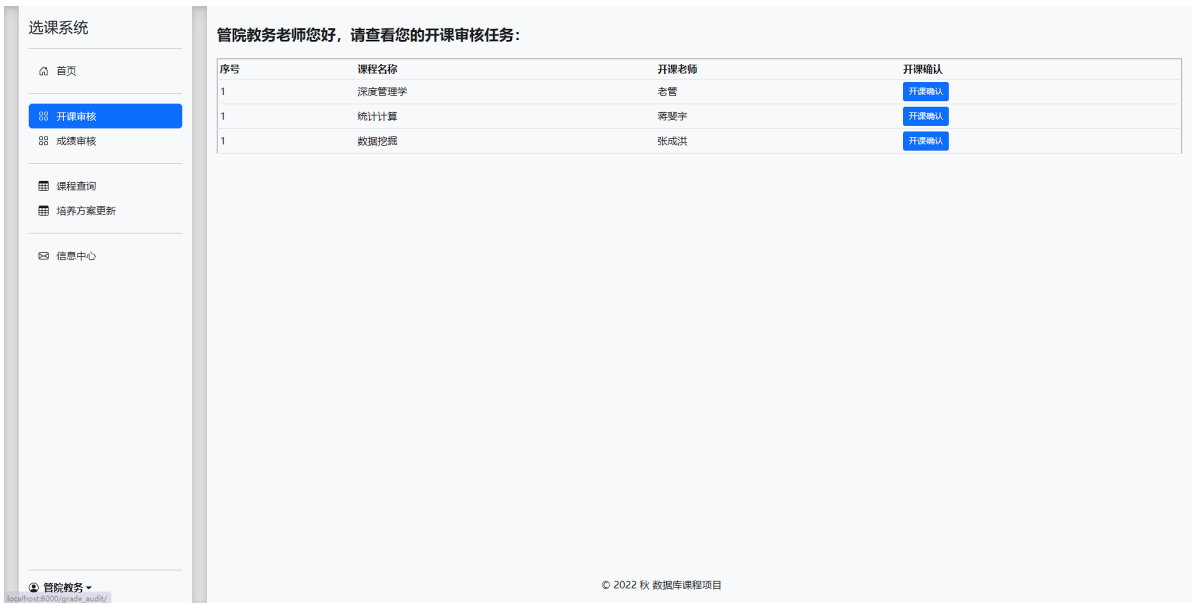 选课系统
首页
开课审核
成绩审核
课程查询
培养方案更新
信息中心
管院教务
localhost:8000/grade_audit/
管院教务老师您好，请查看您的开课审核任务：
序号 课程名称 开课老师 开课确认
1 深度管理学 老管 开课确认
1 统计计算 蒋斐宇 开课确认
1 数据挖掘 张成洪 开课确认
© 2022 秋 数据库课程项目